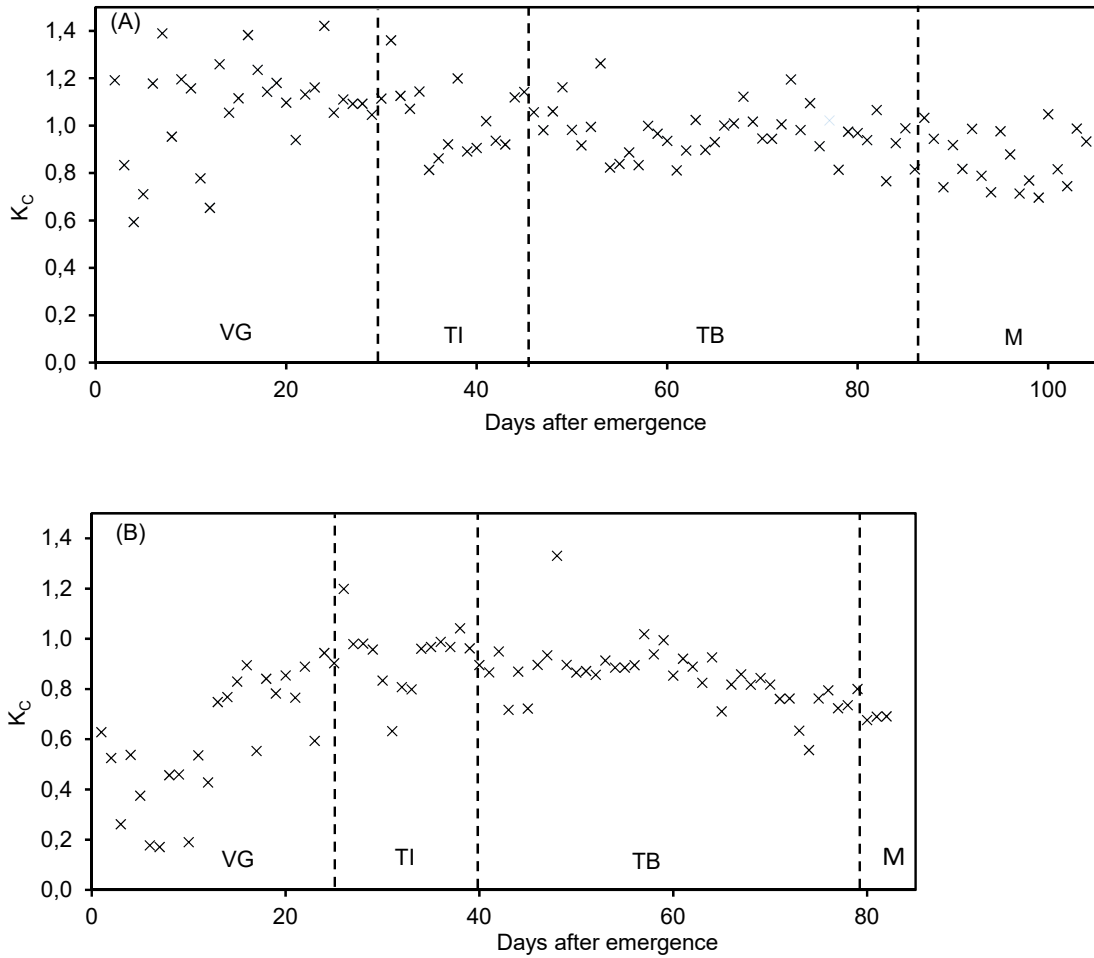 (A)
1,4
1,2
1,0
0,8
0,6
0,4
0,2
0,0
K_C
VG TI TB M
0 20 40 60 80 100
Days after emergence
(B)
1,4
1,2
1,0
0,8
0,6
0,4
0,2
0,0
K_C
VG TI TB M
0 20 40 60 80
Days after emergence